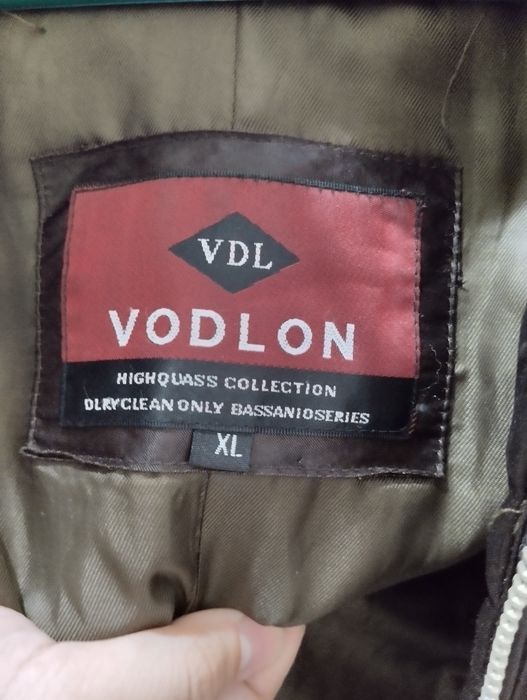 VDL
VODLON
HIGHQUASS COLLECTION
DLRYCLEAN ONLY BASSANIOSERIES
XL